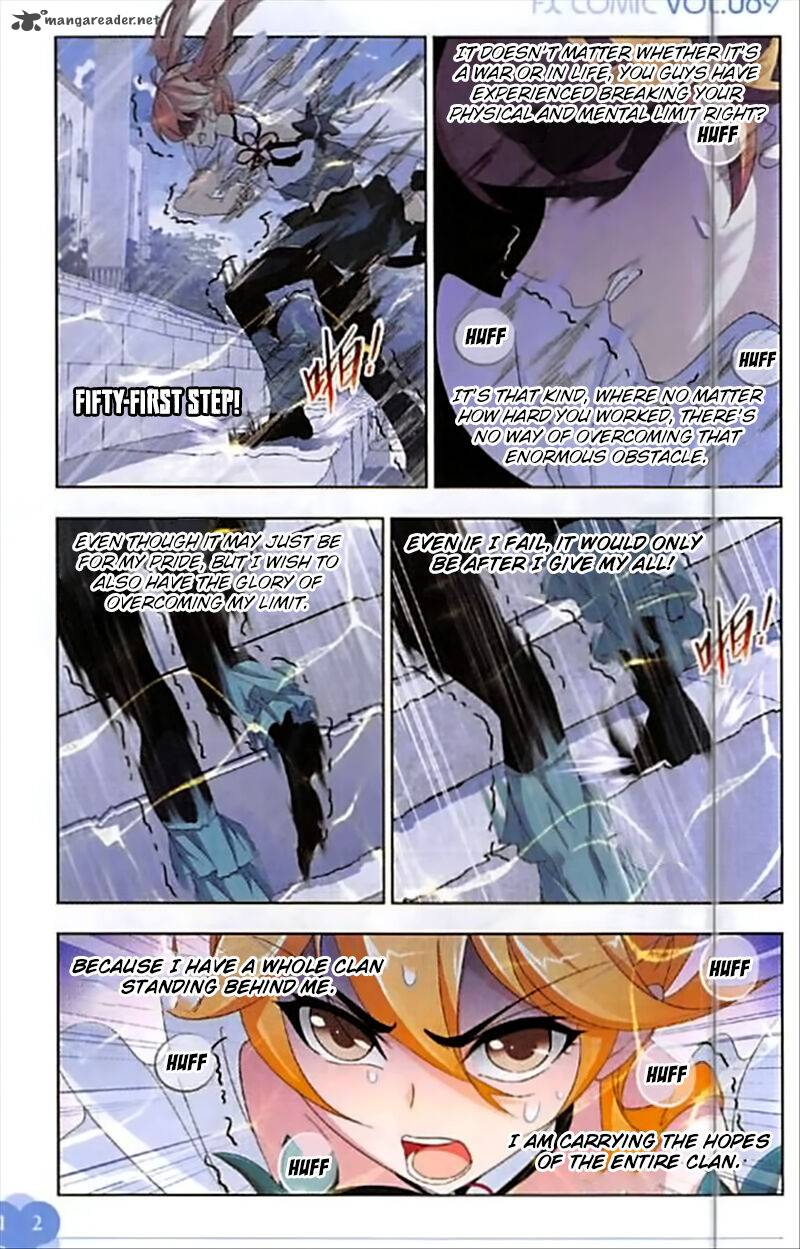 mangareader.net
FX COMIC VOL.069
IT DOESN'T MATTER WHETHER IT'S
A WAR OR IN LIFE, YOU GUYS HAVE
EXPERIENCED BREAKING YOUR
PHYSICAL AND MENTAL LIMIT RIGHT?
HUFF
HUFF
HUFF
啪!
FIFTY-FIRST STEP!
IT'S THAT KIND, WHERE NO MATTER
HOW HARD YOU WORKED, THERE'S
NO WAY OF OVERCOMING THAT
ENORMOUS OBSTACLE.
EVEN THOUGH IT MAY JUST BE
FOR MY PRIDE, BUT I WISH TO
ALSO HAVE THE GLORY OF
OVERCOMING MY LIMIT.
EVEN IF I FAIL, IT WOULD ONLY
BE AFTER I GIVE MY ALL!
啪!
BECAUSE I HAVE A WHOLE CLAN
STANDING BEHIND ME.
HUFF
HUFF
HUFF
HUFF
I AM CARRYING THE HOPES
OF THE ENTIRE CLAN.
1 2